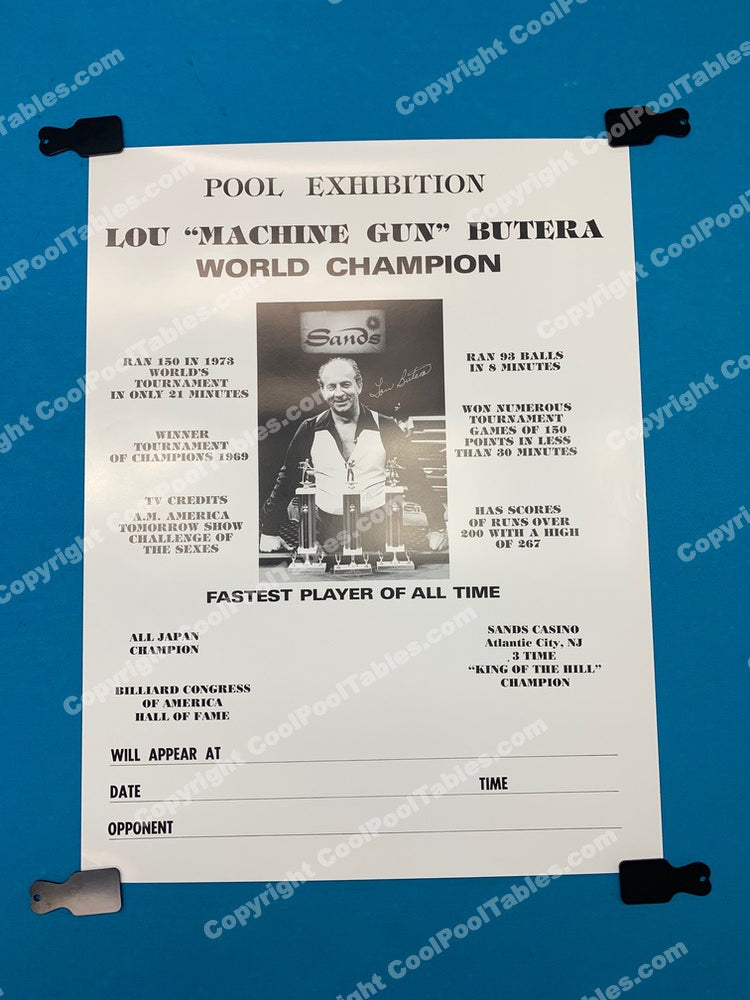 POOL EXHIBITION
LOU “MACHINE GUN” BUTERA
WORLD CHAMPION
Sands
Lou Butera
RAN 150 IN 1973
WORLD'S
TOURNAMENT
IN ONLY 21 MINUTES
WINNER
TOURNAMENT
OF CHAMPIONS 1969
TV CREDITS
A.M. AMERICA
TOMORROW SHOW
CHALLENGE OF
THE SEXES
RAN 93 BALLS
IN 8 MINUTES
WON NUMEROUS
TOURNAMENT
GAMES OF 150
POINTS IN LESS
THAN 30 MINUTES
HAS SCORES
OF RUNS OVER
200 WITH A HIGH
OF 267
FASTEST PLAYER OF ALL TIME
ALL JAPAN
CHAMPION
BILLIARD CONGRESS
OF AMERICA
HALL OF FAME
SANDS CASINO
Atlantic City, NJ
3 TIME
“KING OF THE HILL”
CHAMPION
WILL APPEAR AT
DATE TIME
OPPONENT
Copyright CoolPoolTables.com